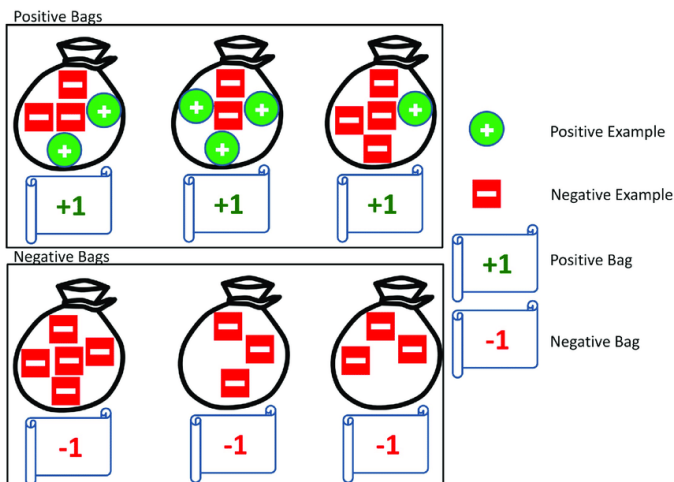 Positive Bags
+1
+1
+1
Positive Example
Negative Example
+1
Positive Bag
-1
Negative Bag
Negative Bags
-1
-1
-1